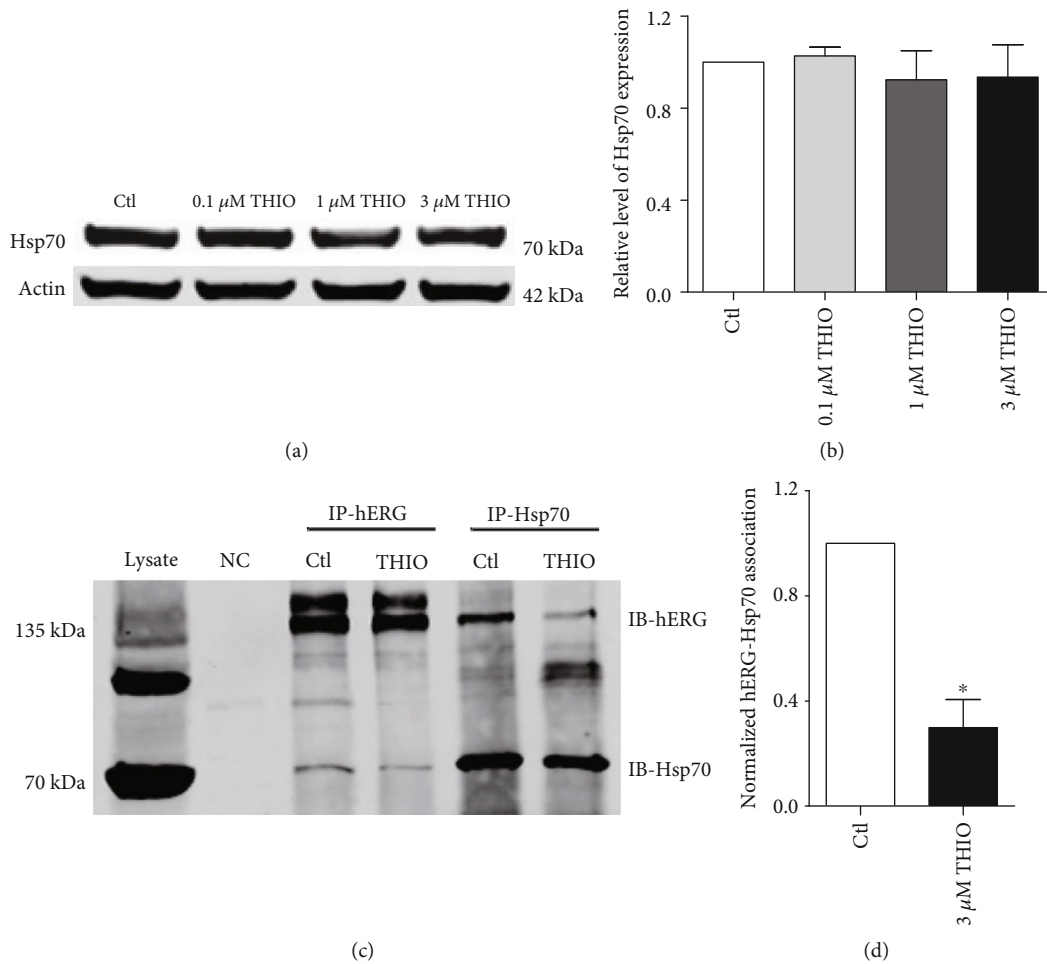 Ctl 0.1 μM THIO 1 μM THIO 3 μM THIO
Hsp70 70 kDa
Actin 42 kDa
(a)
Relative level of Hsp70 expression
1.2
0.8
0.4
0.0
Ctl
0.1 μM THIO
1 μM THIO
3 μM THIO
(b)
IP-hERG IP-Hsp70
Lysate NC Ctl THIO Ctl THIO
135 kDa IB-hERG
70 kDa IB-Hsp70
(c)
Normalized hERG-Hsp70 association
1.2
0.8
0.4
0.0
*
Ctl
3 μM THIO
(d)